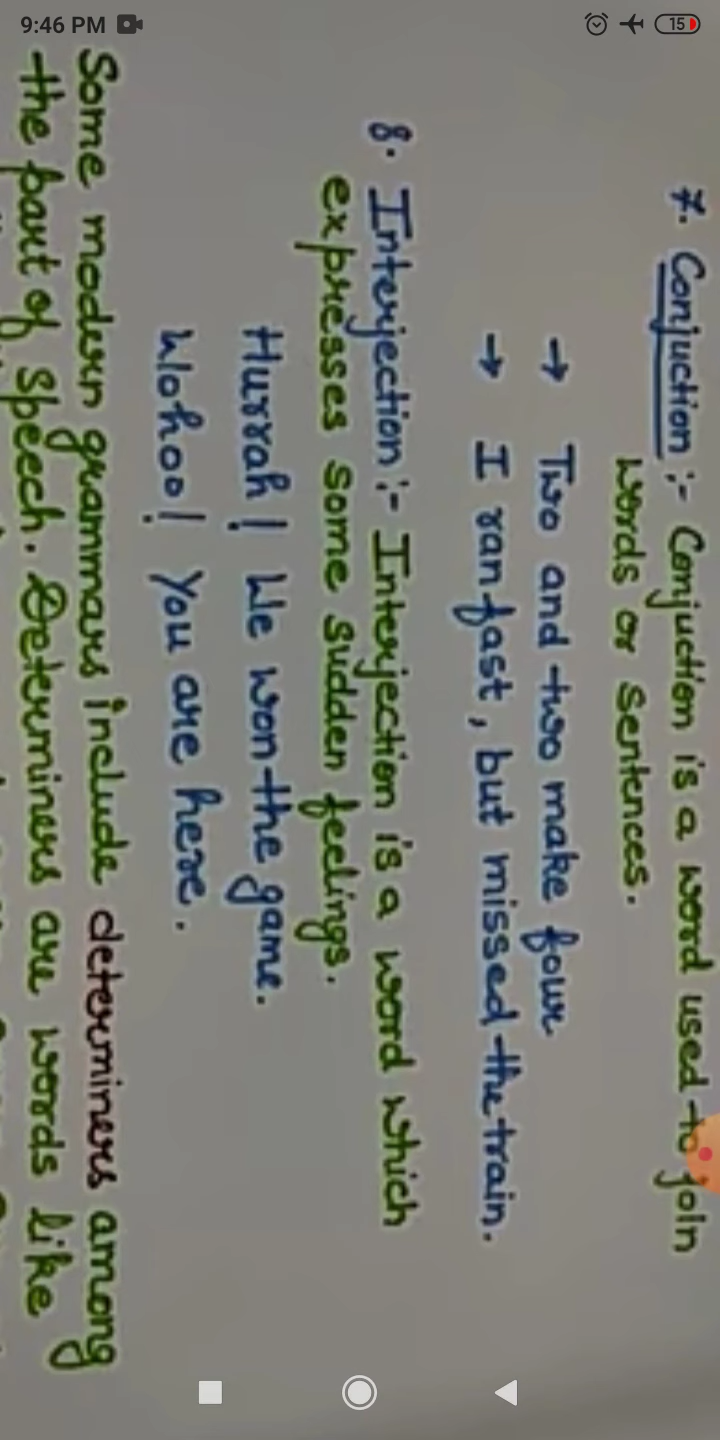 9:46 PM
15
7. Conjuction :- Conjuction is a word used to join
words or sentences.
→ Two and two make four
→ I ran fast, but missed the train.
8. Interjection :- Interjection is a word which
expresses some sudden feelings.
Hurrah! We won the game.
Wohoo! You are here.
Some modern grammars include determiners among
the part of speech. Determiners are words like